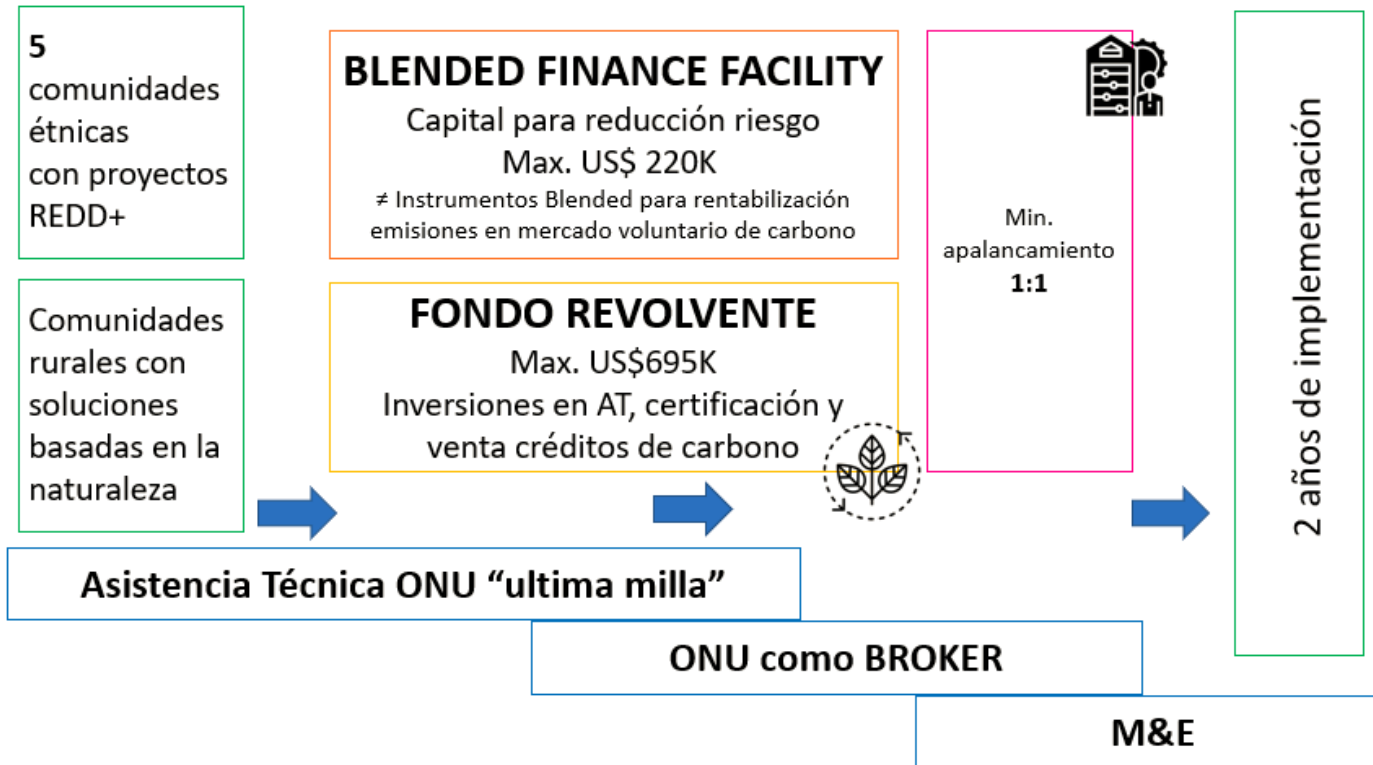 5
comunidades
étnicas
con proyectos
REDD+
Comunidades
rurales con
soluciones
basadas en la
naturaleza
BLENDED FINANCE FACILITY
Capital para reducción riesgo
Max. US$ 220K
≠ Instrumentos Blended para rentabilización
emisiones en mercado voluntario de carbono
FONDO REVOLVENTE
Max. US$695K
Inversiones en AT, certificación y
venta créditos de carbono
Min.
apalancamiento
1:1
2 años de implementación
Asistencia Técnica ONU “ultima milla”
ONU como BROKER
M&E